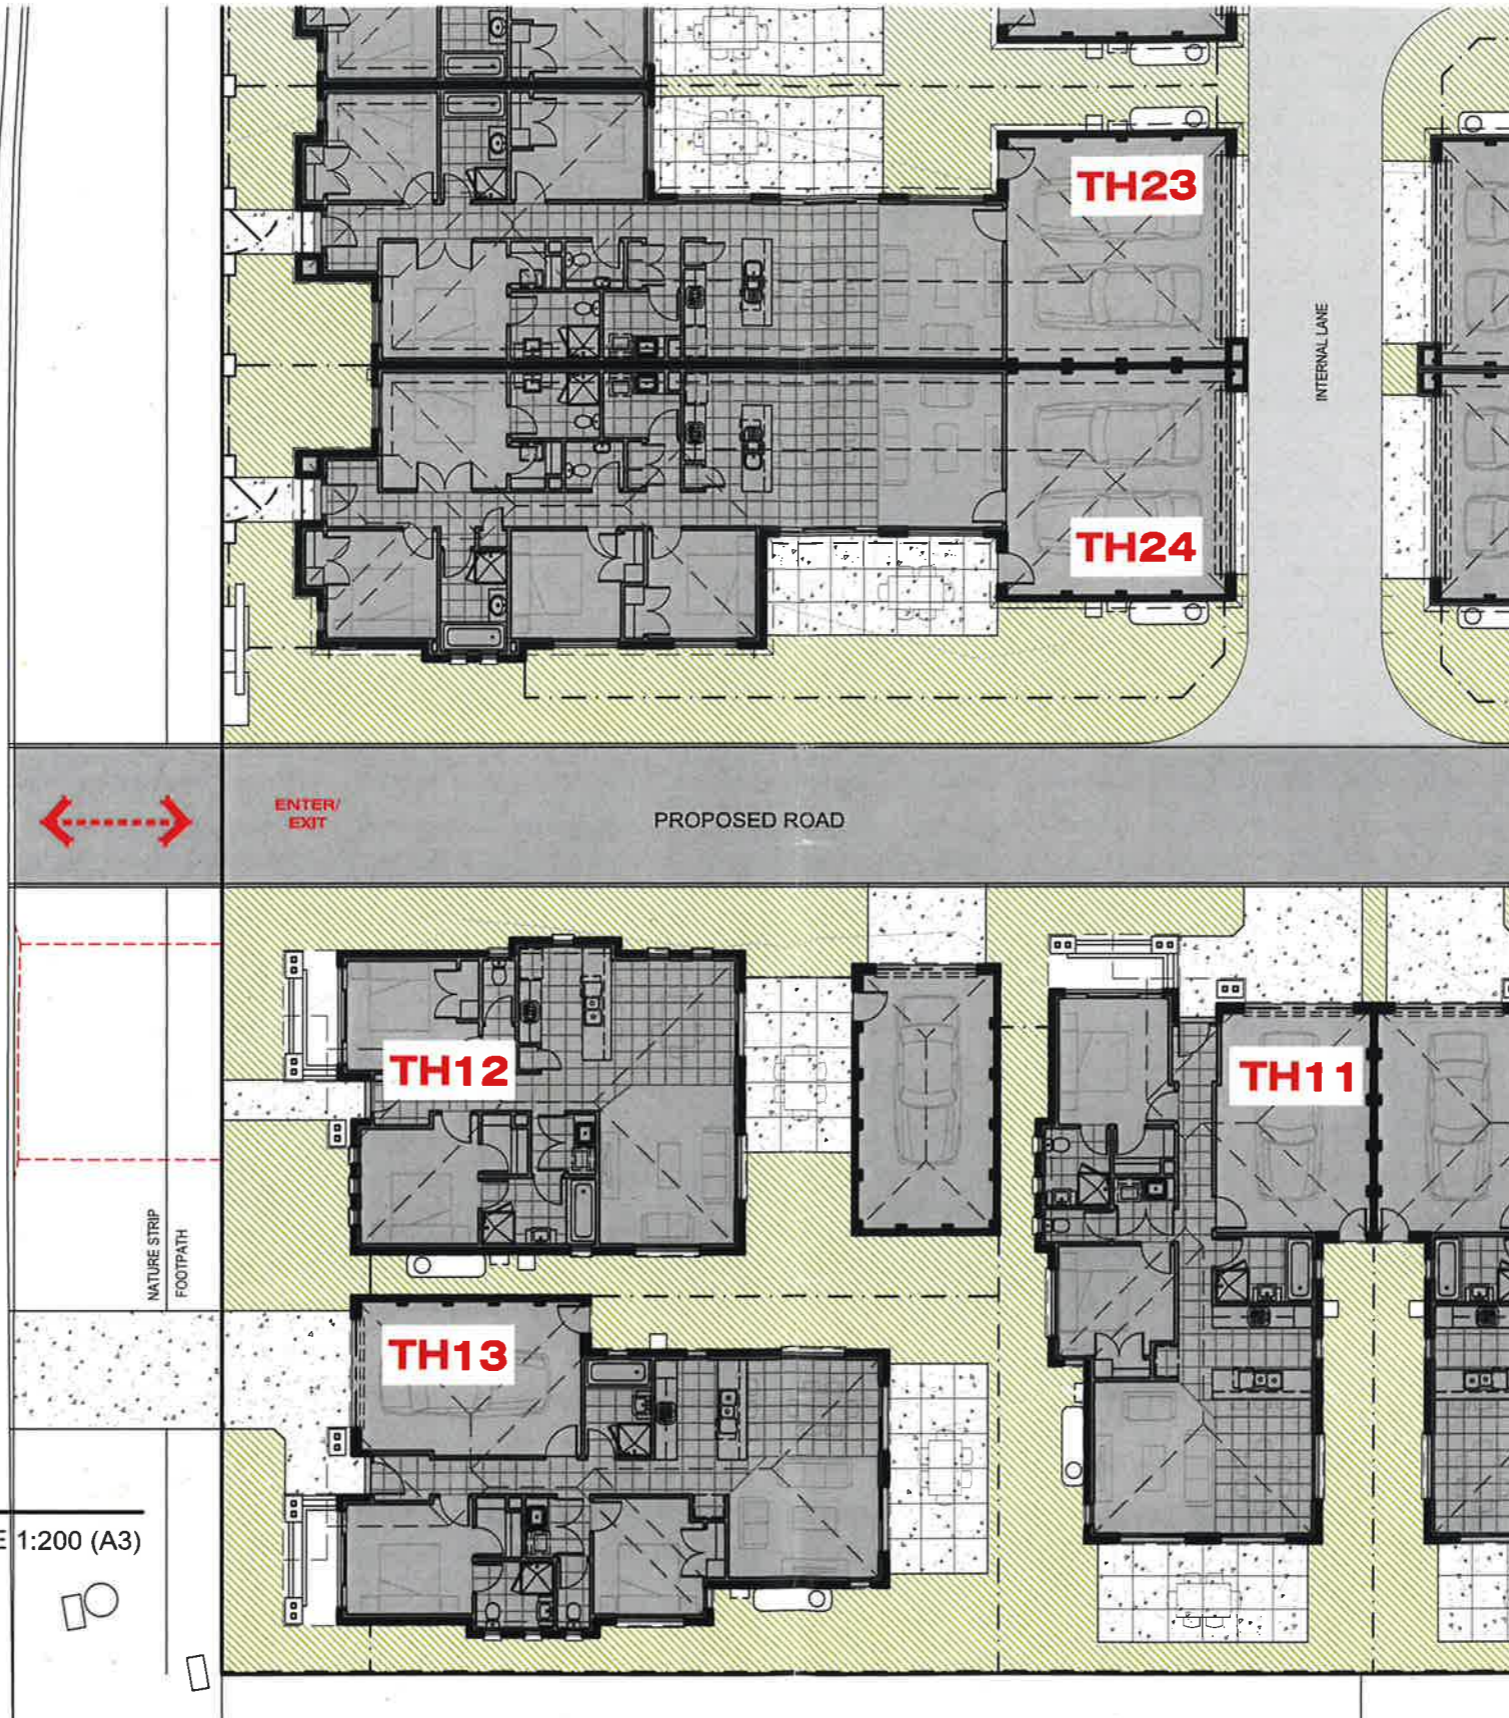 TH23
INTERNAL LANE
TH24
ENTER/
EXIT
PROPOSED ROAD
TH12
TH11
NATURE STRIP
FOOTPATH
TH13
E 1:200 (A3)